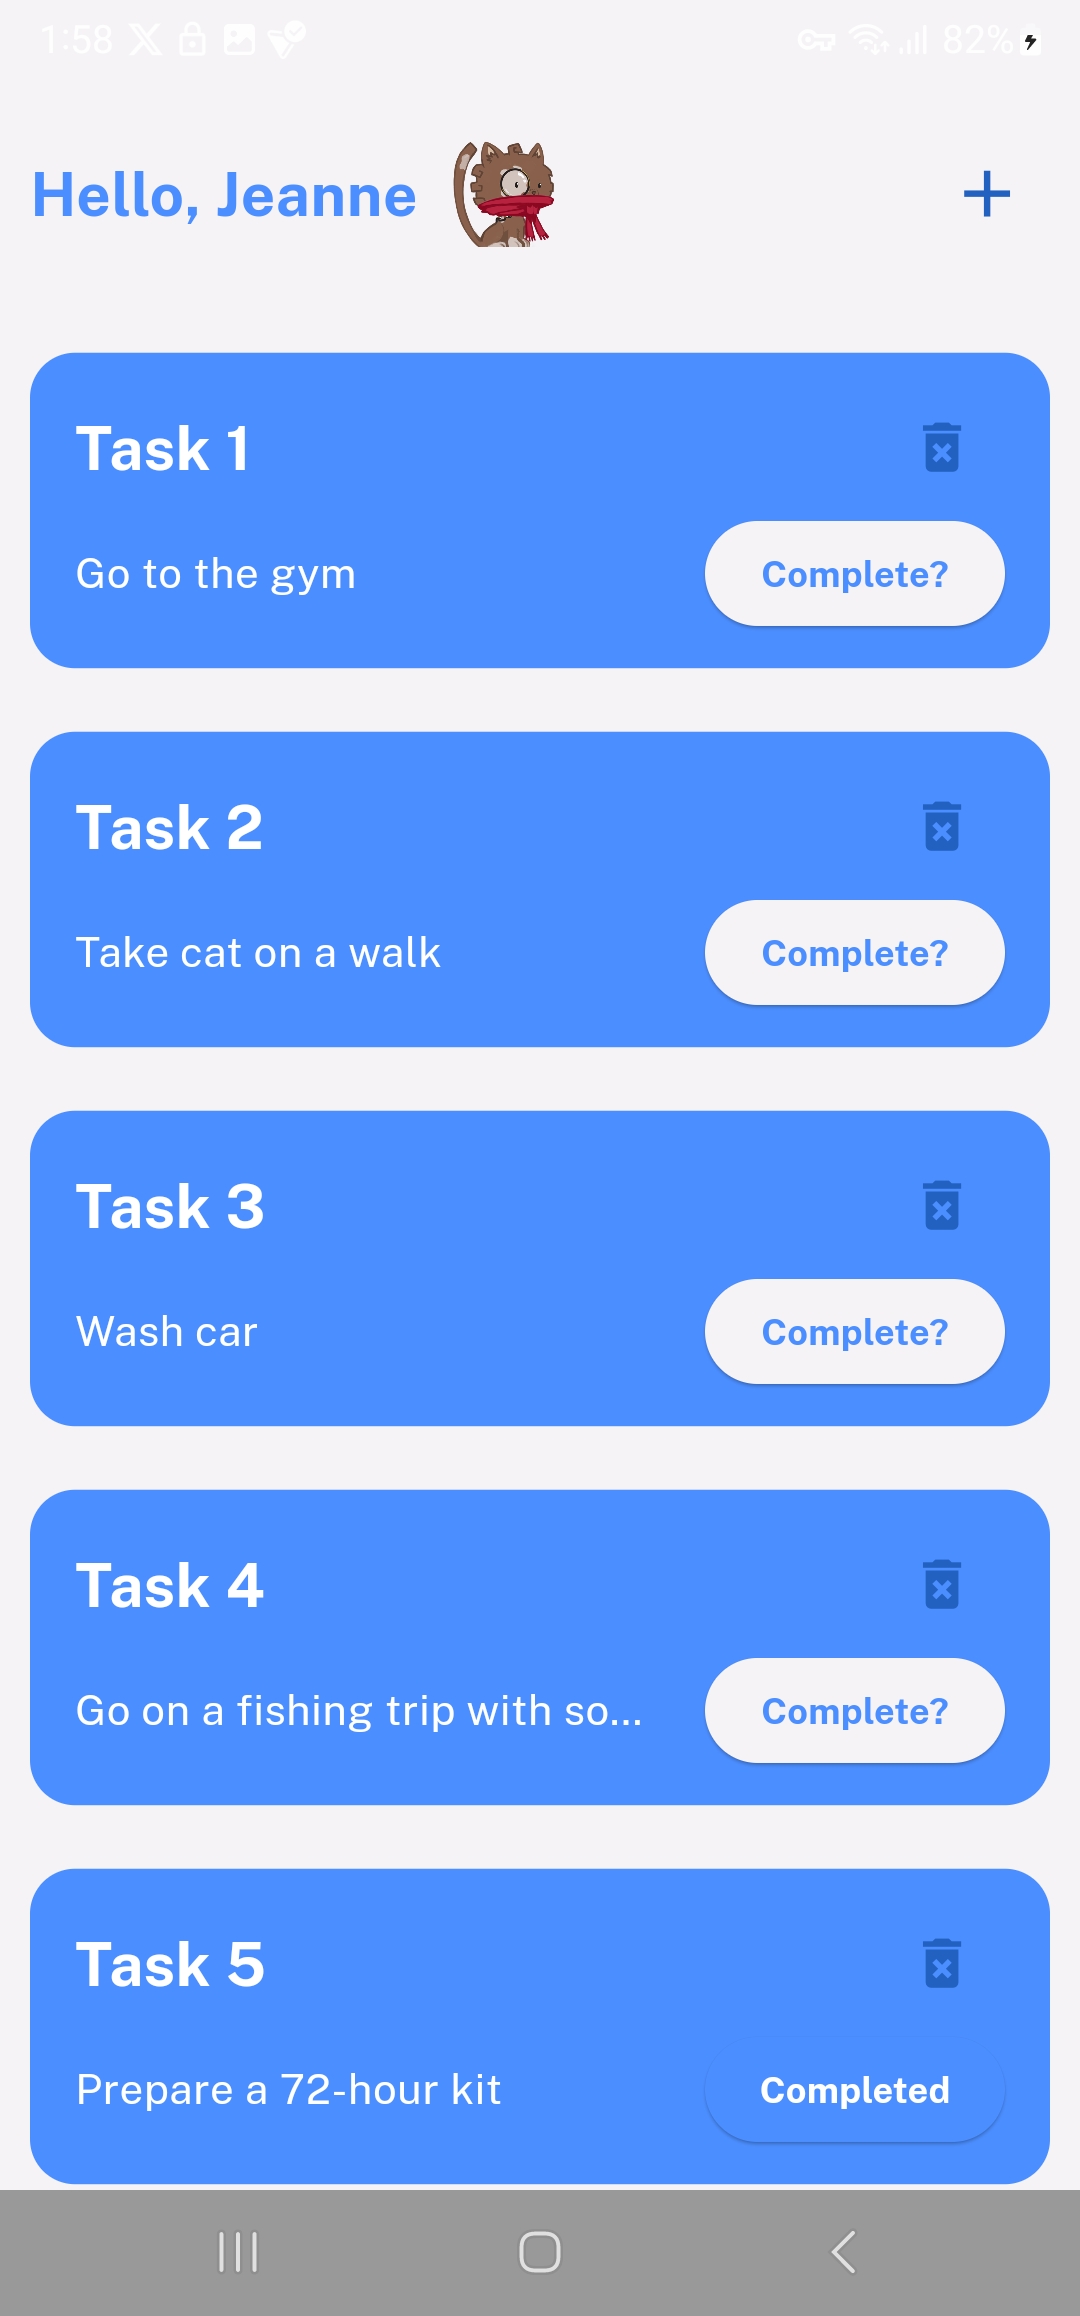 1:58 82%
Hello, Jeanne
Task 1
Go to the gym Complete?
Task 2
Take cat on a walk Complete?
Task 3
Wash car Complete?
Task 4
Go on a fishing trip with so... Complete?
Task 5
Prepare a 72-hour kit Completed